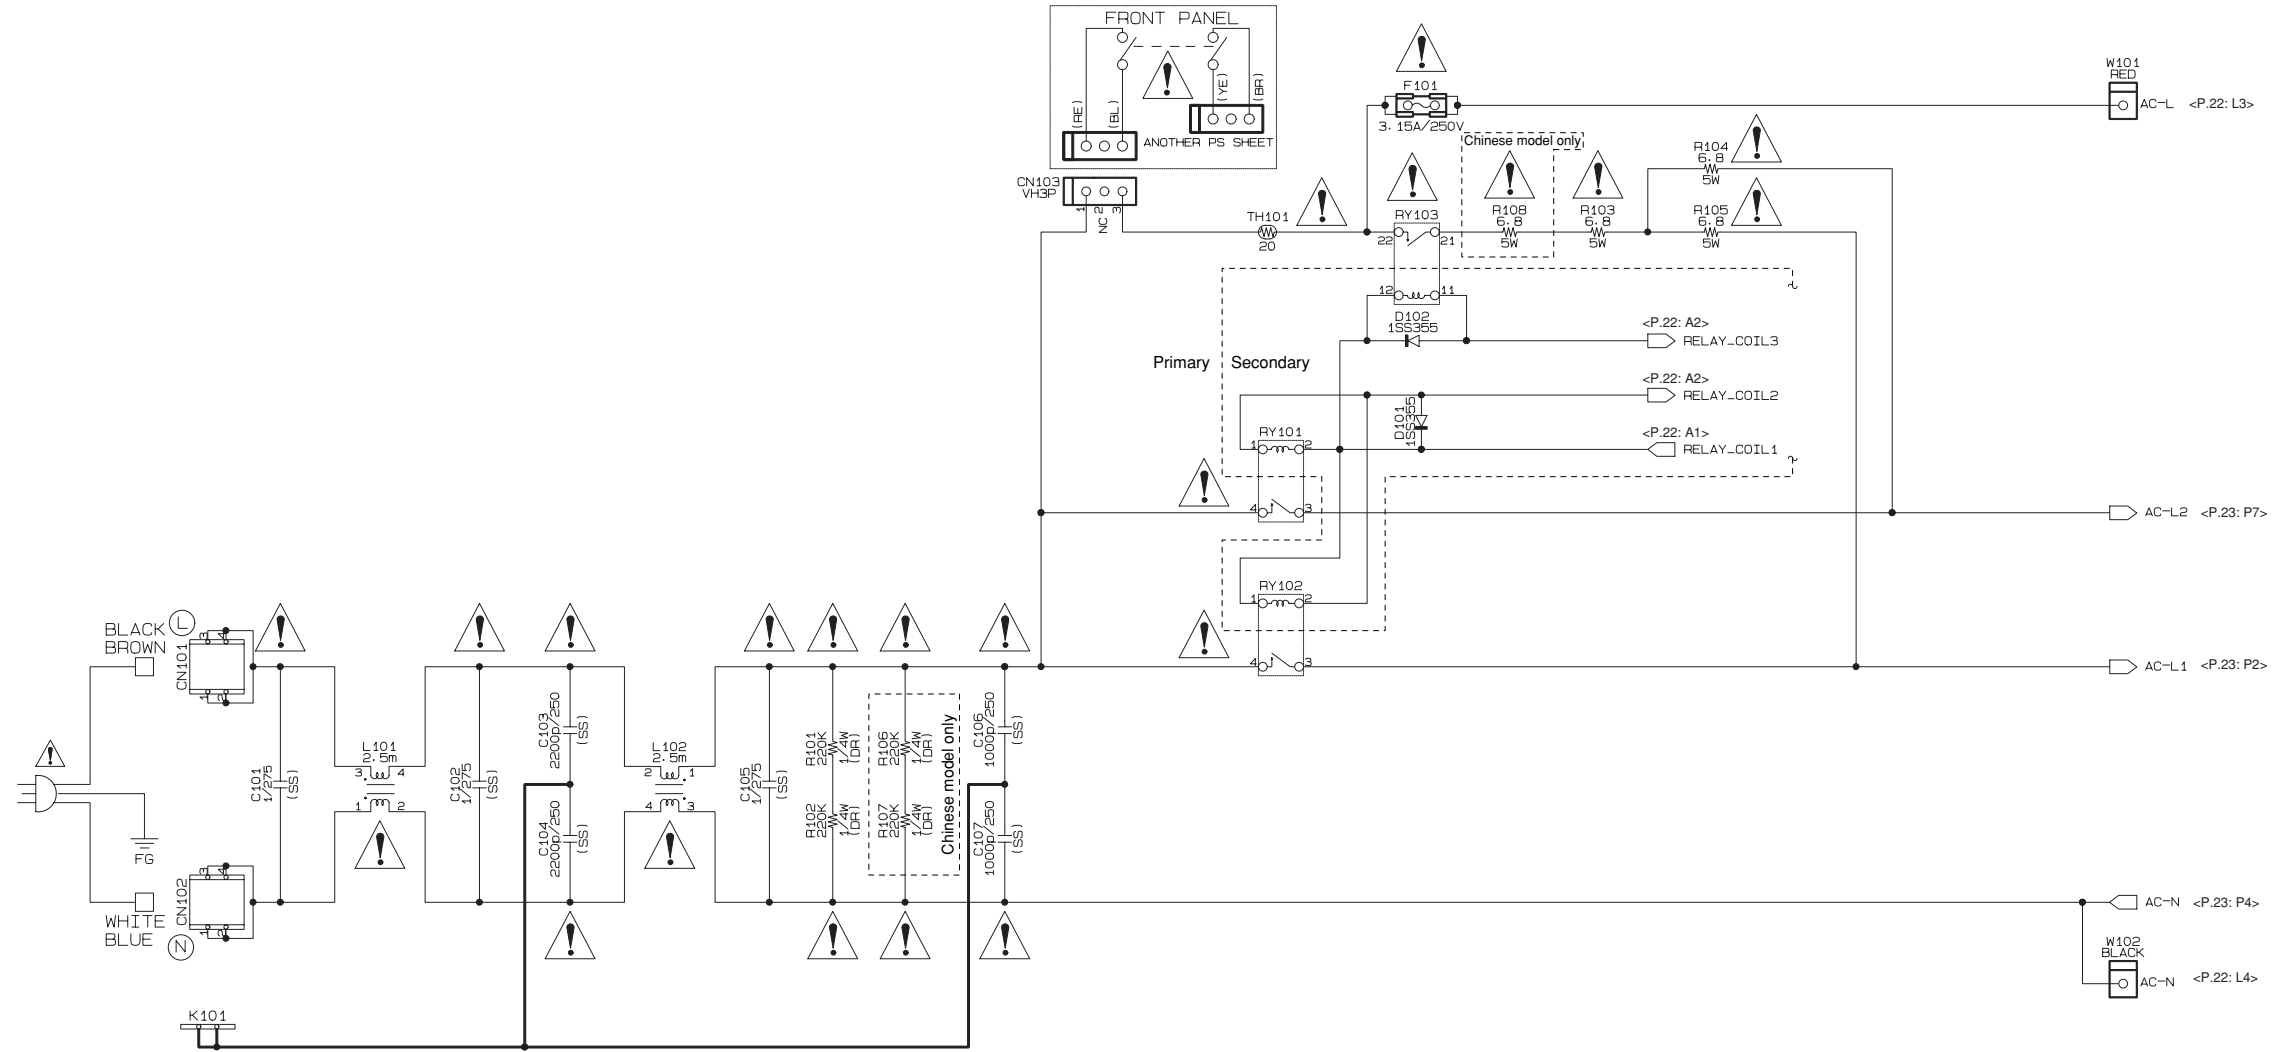 FRONT PANEL
(RE)
(BL)
(YE)
(BR)
ANOTHER PS SHEET
CN103
VH3P
1
NC 2
3
F101
3.15A/250V
W101
RED
AC-L <P.22: L3>
Chinese model only
TH101
20
RY103
22
21
12
11
R108
6.8
5W
R103
6.8
5W
R104
6.8
5W
R105
6.8
5W
D102
1SS355
<P.22: A2>
RELAY_COIL3
Primary
Secondary
<P.22: A2>
RELAY_COIL2
D101
1SS355
<P.22: A1>
RELAY_COIL1
RY101
1
2
4
3
AC-L2 <P.23: P7>
RY102
1
2
4
3
AC-L1 <P.23: P2>
BLACK
BROWN
L
CN101
3
4
1
2
FG
WHITE
BLUE
N
CN102
3
4
1
2
C101
1/275
(SS)
L101
2.5m
3
4
1
2
C102
1/275
(SS)
C103
2200p/250
(SS)
C104
2200p/250
(SS)
L102
2.5m
2
1
4
3
C105
1/275
(SS)
R101
220K
1/4W
(DR)
R102
220K
1/4W
(DR)
R106
220K
1/4W
(DR)
R107
220K
1/4W
(DR)
Chinese model only
C106
1000p/250
(SS)
C107
1000p/250
(SS)
AC-N <P.23: P4>
W102
BLACK
AC-N <P.22: L4>
K101